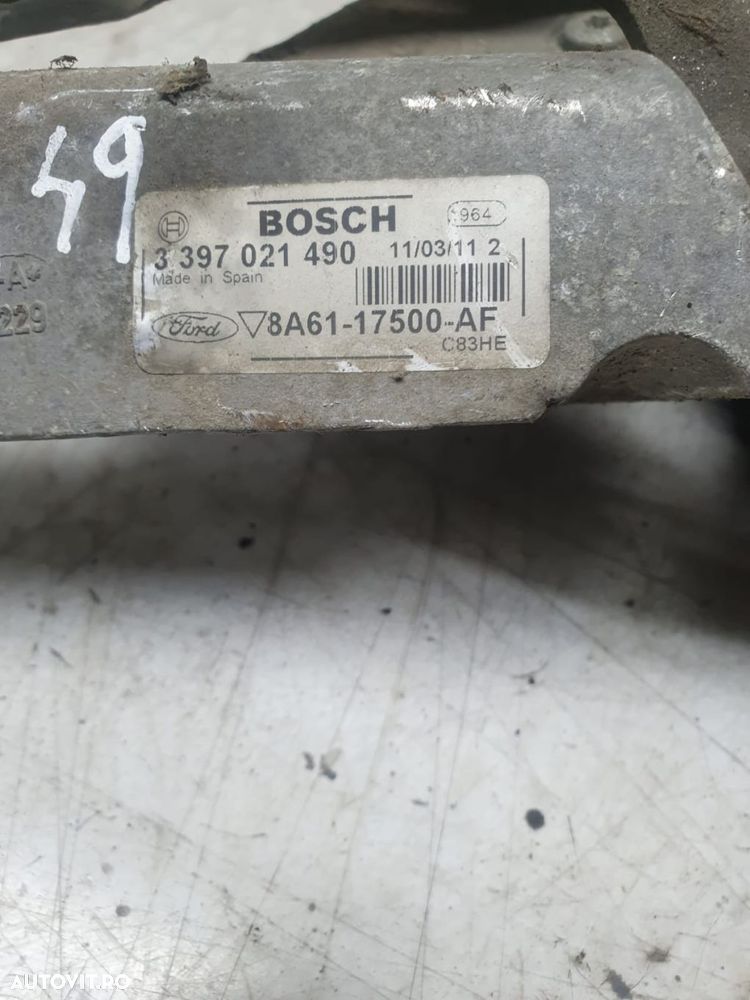 49
BOSCH
964
3 397 021 490
11/03/11 2
Made in Spain
Ford
8A61-17500-AF
C83HE
A
229
AUTOVIT.RO